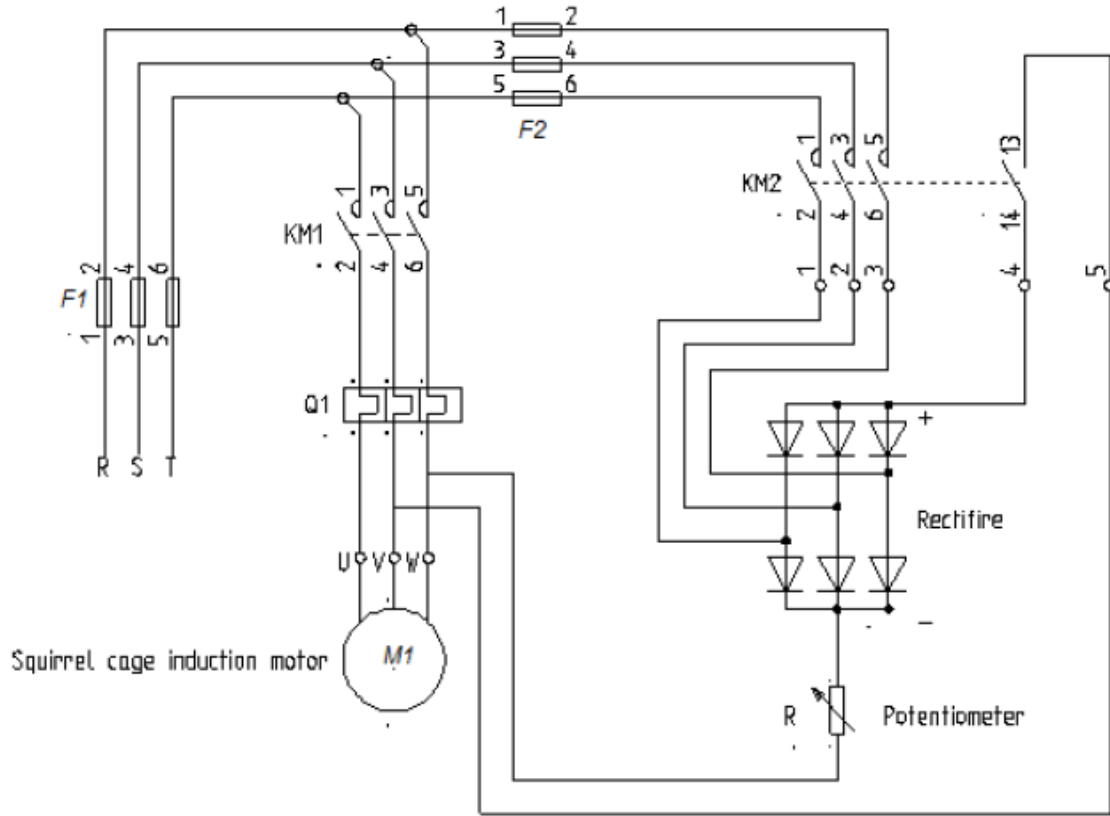 1 2
3 4
5 6
F2
KM2
1 3 5 13
2 4 6 14
1 2 3 4 5
KM1
1 3 5
2 4 6
F1
2 4 6
1 3 5
R S T
Q1
U V W
M1
Squirrel cage induction motor
+
Rectifire
-
R
Potentiometer